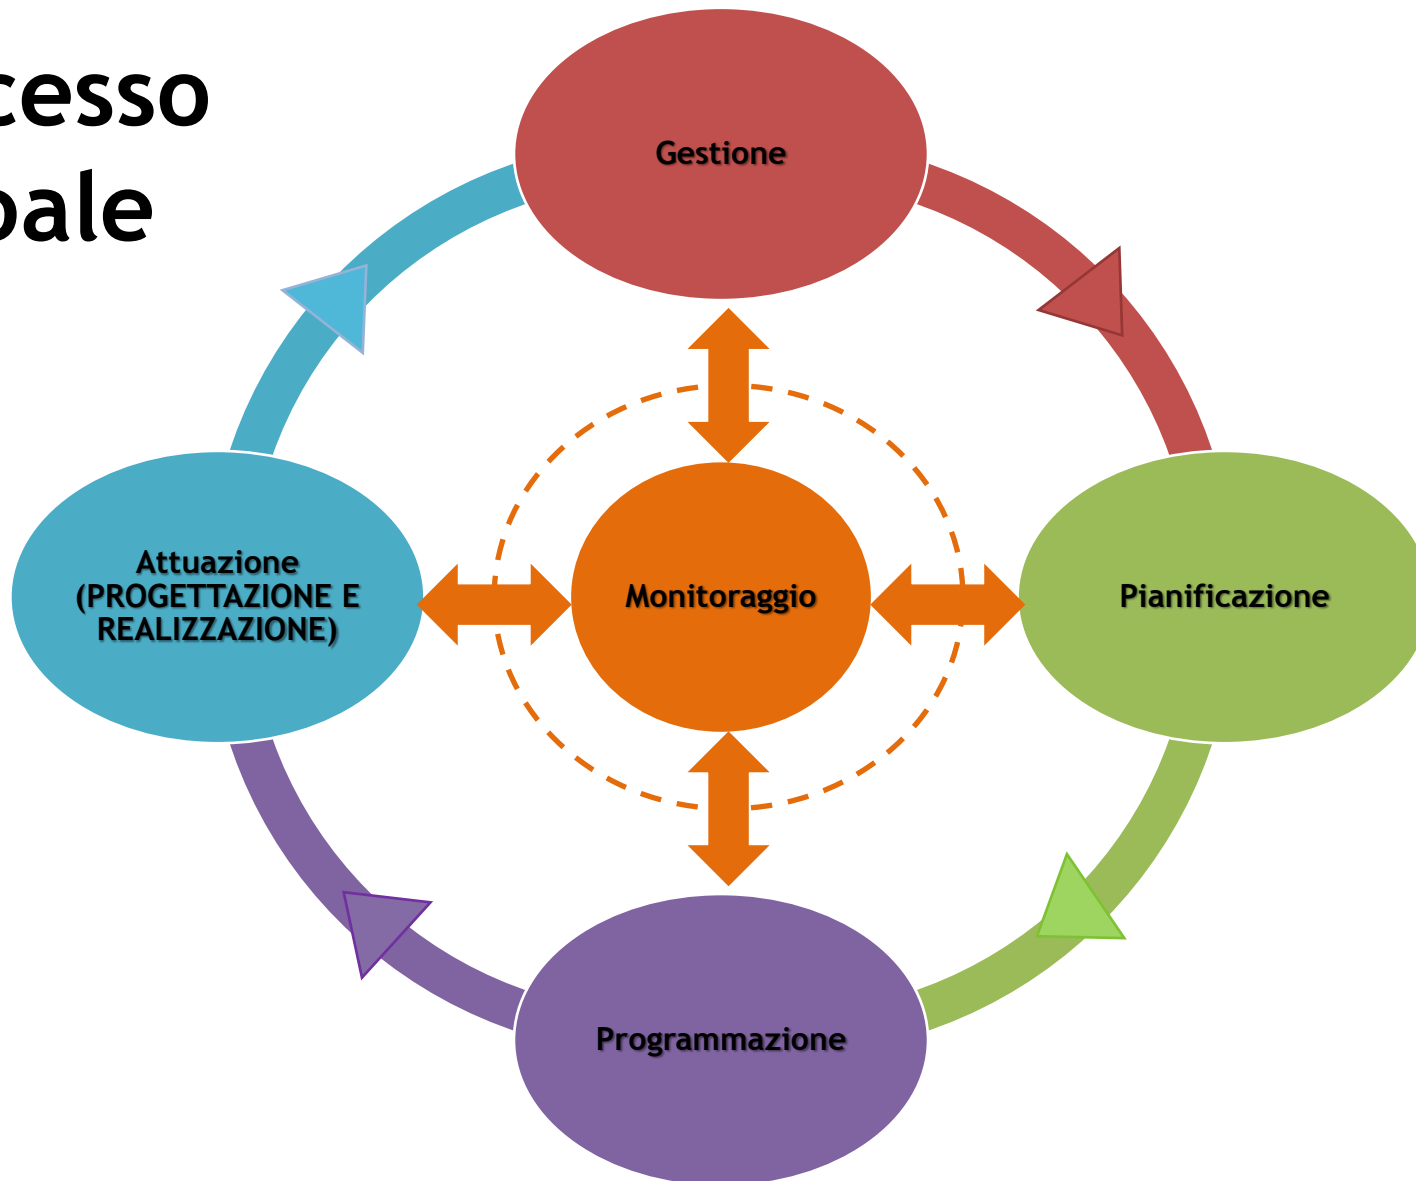 cesso
bale
Gestione
Attuazione
(PROGETTAZIONE E
REALIZZAZIONE)
Monitoraggio
Pianificazione
Programmazione